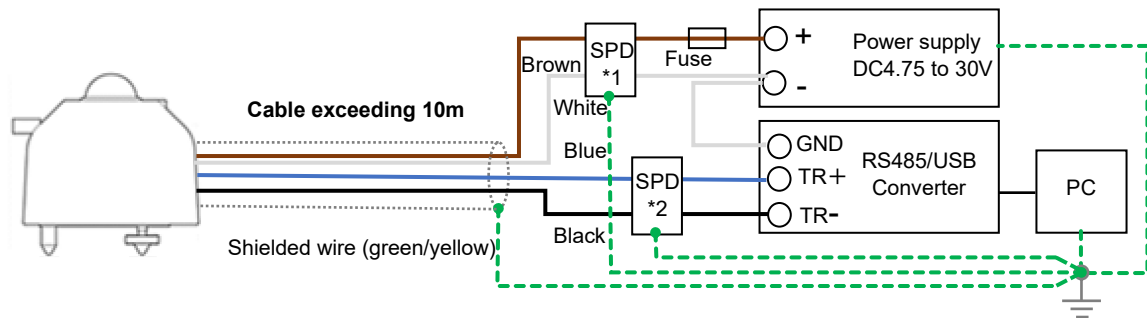 SPD
*1
Fuse
+
-
Power supply
DC4.75 to 30V
Brown
White
Cable exceeding 10m
Blue
GND
TR+
TR-
RS485/USB
Converter
PC
SPD
*2
Black
Shielded wire (green/yellow)